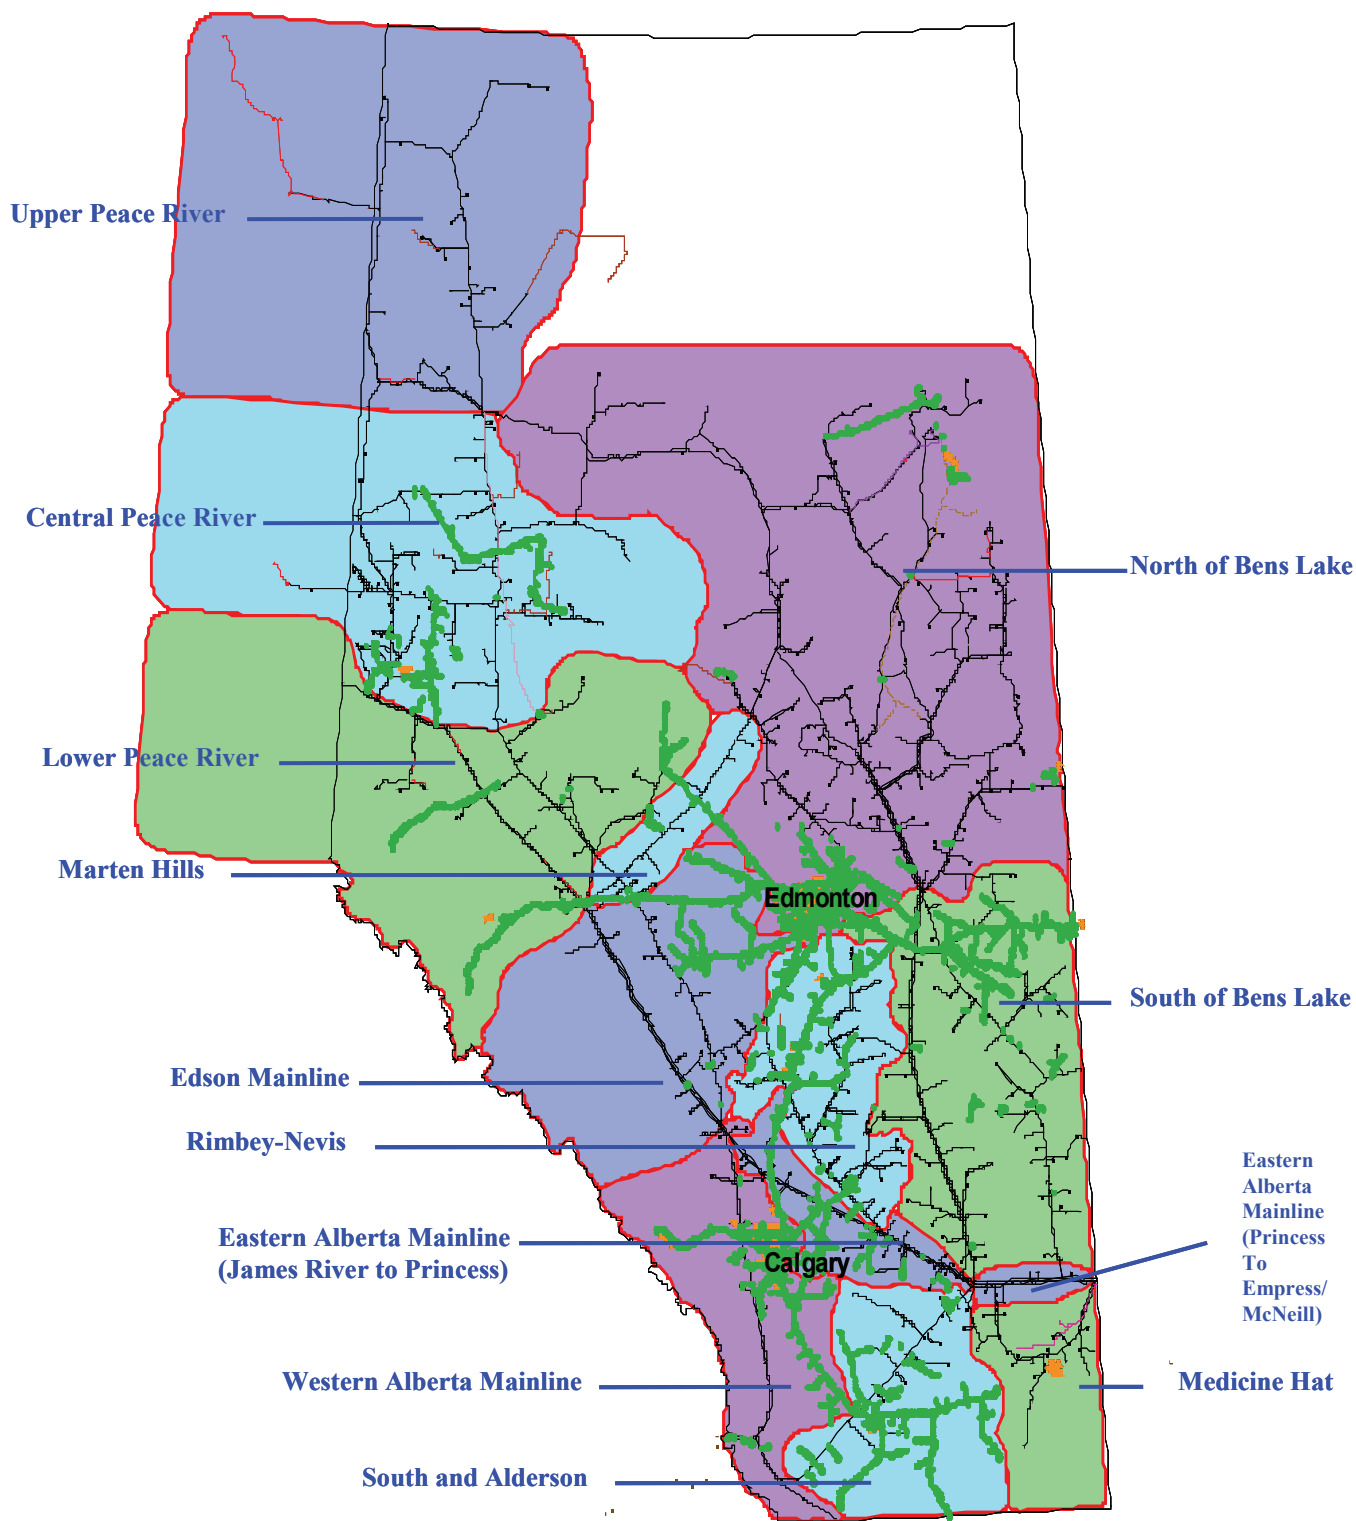 Upper Peace River
Central Peace River
North of Bens Lake
Lower Peace River
Marten Hills
Edmonton
South of Bens Lake
Edson Mainline
Rimbey-Nevis
Eastern
Alberta
Mainline
(Princess
To
Empress/
McNeill)
Eastern Alberta Mainline
(James River to Princess)
Calgary
Western Alberta Mainline
Medicine Hat
South and Alderson